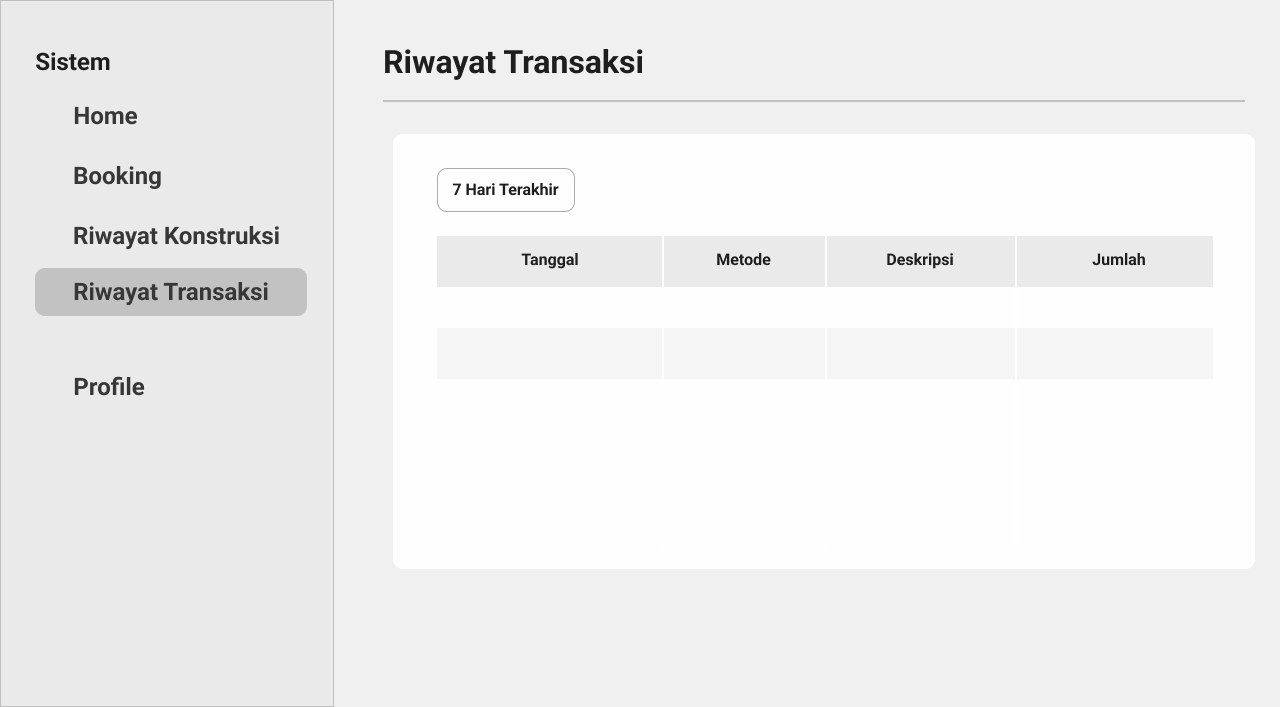 Sistem
Home
Booking
Riwayat Konstruksi
Riwayat Transaksi
Profile
Riwayat Transaksi
7 Hari Terakhir
Tanggal Metode Deskripsi Jumlah